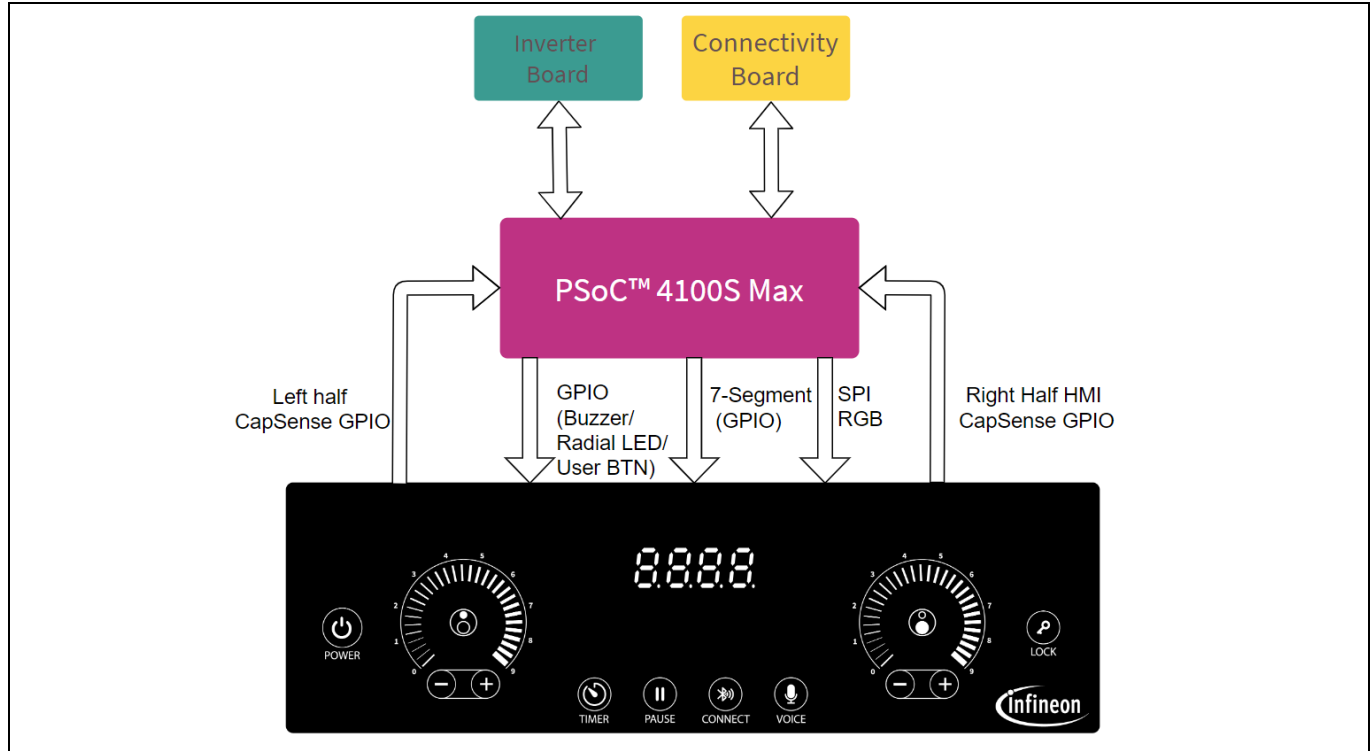 Inverter
Board
Connectivity
Board
PSoC™ 4100S Max
Left half
CapSense GPIO
GPIO
(Buzzer/
Radial LED/
User BTN)
7-Segment
(GPIO)
SPI
RGB
Right Half HMI
CapSense GPIO
8.8.8.8.
0
1
2
3
4
5
6
7
8
9
0
1
2
3
4
5
6
7
8
9
POWER
LOCK
− +
− +
TIMER
PAUSE
CONNECT
VOICE
infineon